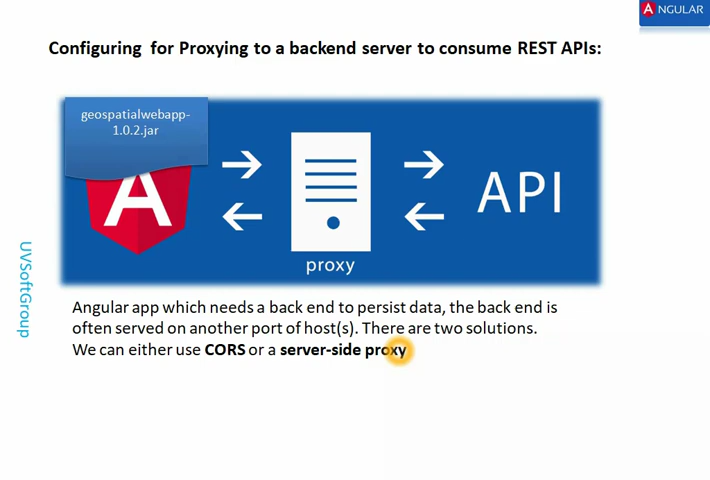 A NGULAR
Configuring for Proxying to a backend server to consume REST APIs:
geospatialwebapp-
1.0.2.jar
A
API
proxy
UVSoftGroup
Angular app which needs a back end to persist data, the back end is
often served on another port of host(s). There are two solutions.
We can either use CORS or a server-side proxy